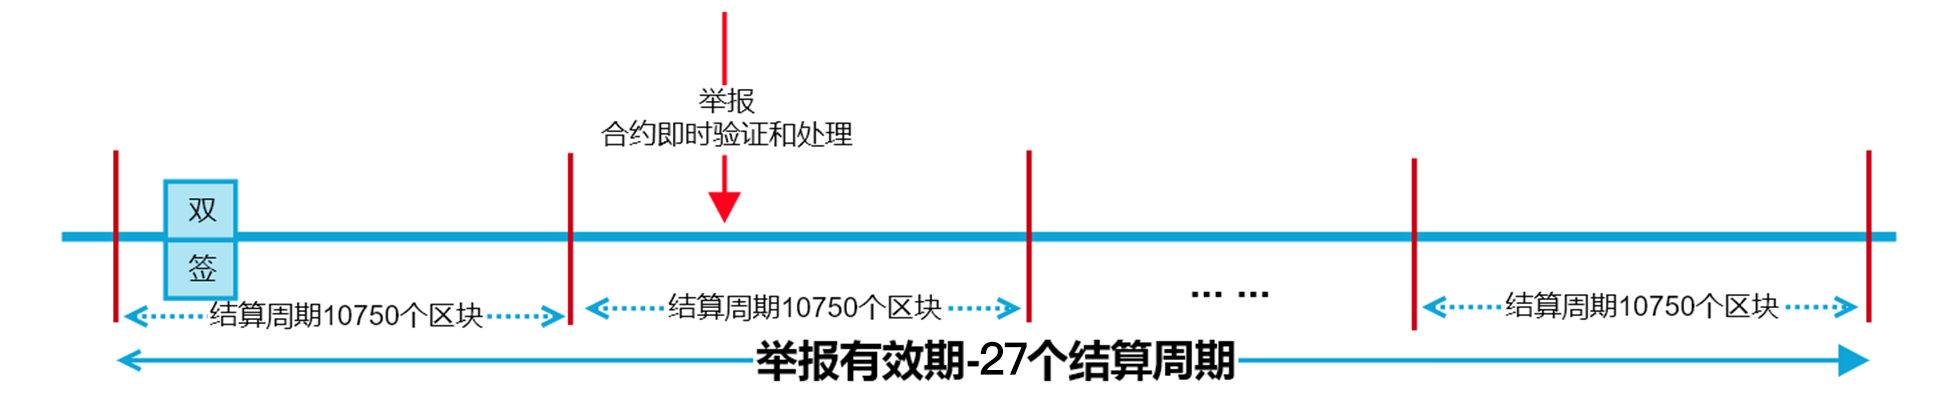 举报
合约即时验证和处理
双
签
结算周期10750个区块
结算周期10750个区块
... ...
结算周期10750个区块
举报有效期-27个结算周期